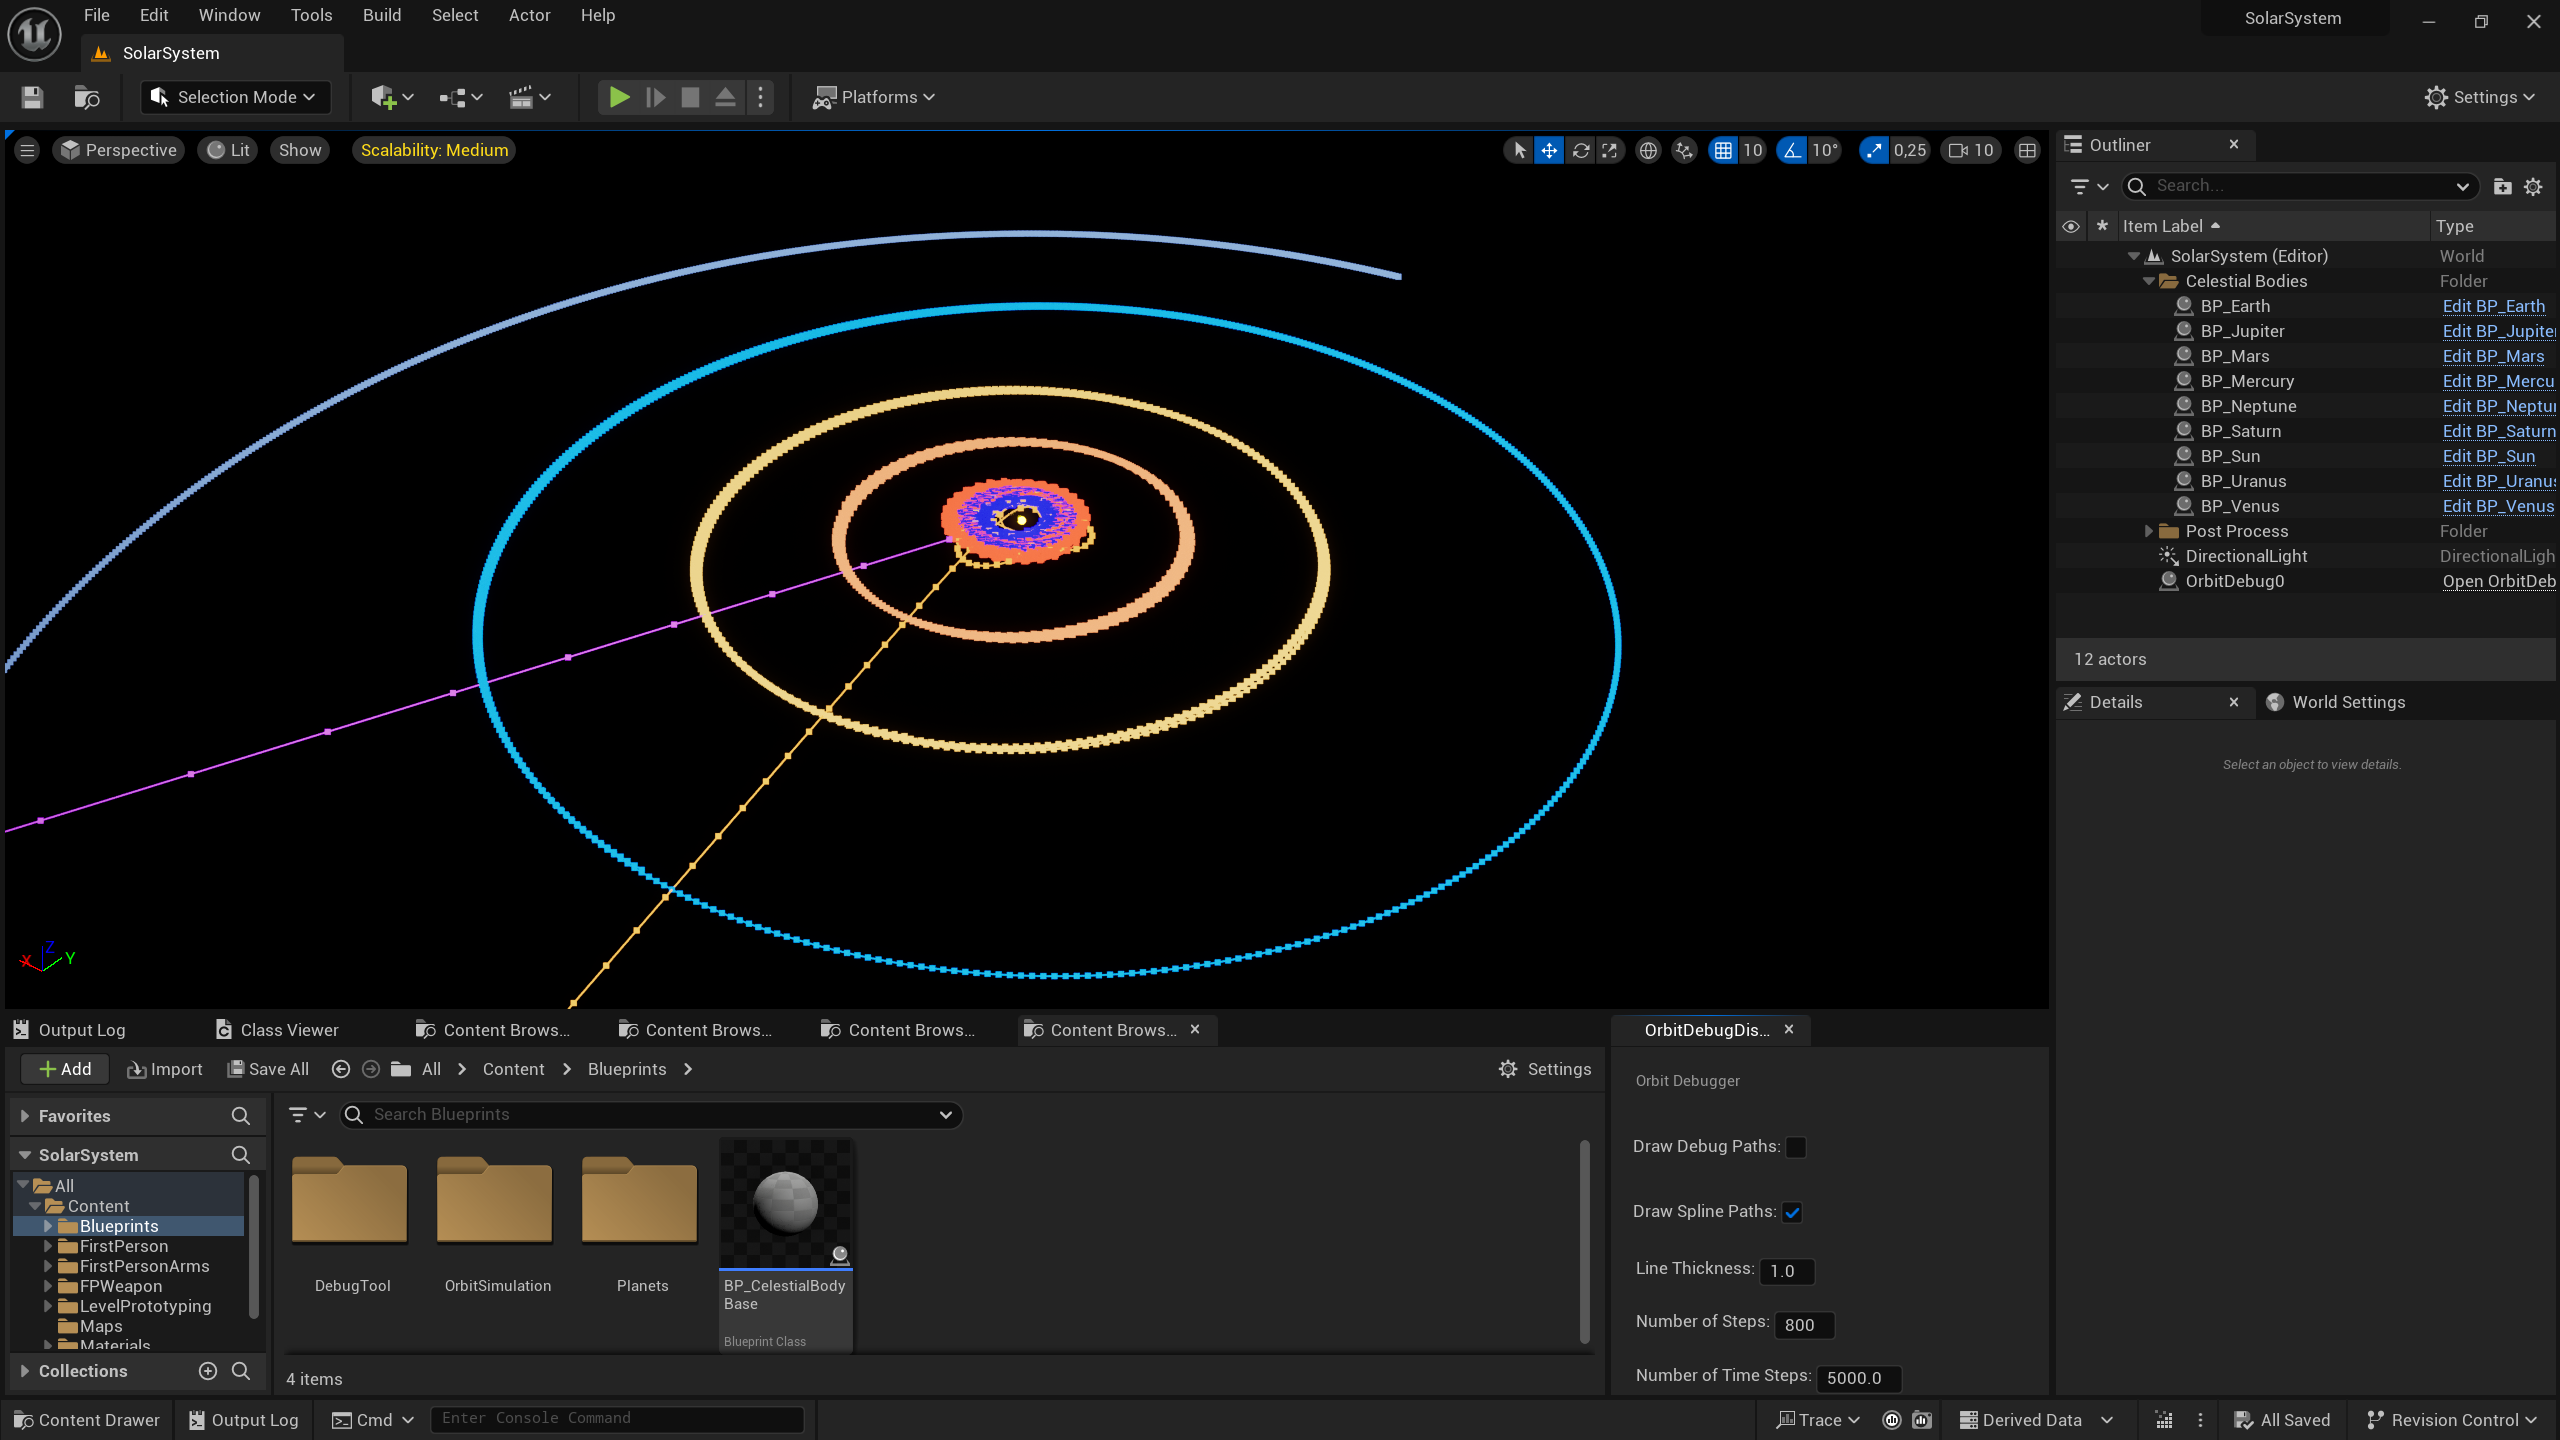 File Edit Window Tools Build Select Actor Help
SolarSystem
SolarSystem
Selection Mode
Platforms
Settings
Perspective Lit Show Scalability: Medium
10 10° 0,25 10
X Z Y
Outliner
Search...
Item Label Type
SolarSystem (Editor) World
Celestial Bodies Folder
BP_Earth Edit BP_Earth
BP_Jupiter Edit BP_Jupiter
BP_Mars Edit BP_Mars
BP_Mercury Edit BP_Mercu
BP_Neptune Edit BP_Neptu
BP_Saturn Edit BP_Saturn
BP_Sun Edit BP_Sun
BP_Uranus Edit BP_Uranus
BP_Venus Edit BP_Venus
Post Process Folder
DirectionalLight DirectionalLigh
OrbitDebug0 Open OrbitDeb
12 actors
Details World Settings
Select an object to view details.
Output Log Class Viewer Content Brows... Content Brows... Content Brows... Content Brows...
Add Import Save All All Content Blueprints Settings
Favorites
Search Blueprints
SolarSystem
All
Content
Blueprints
FirstPerson
FirstPersonArms
FPWeapon
LevelPrototyping
Maps
Materials
Collections
DebugTool OrbitSimulation Planets BP_CelestialBody
Base
Blueprint Class
4 items
OrbitDebugDis...
Orbit Debugger
Draw Debug Paths:
Draw Spline Paths:
Line Thickness: 1.0
Number of Steps: 800
Number of Time Steps: 5000.0
Content Drawer Output Log Cmd Enter Console Command
Trace Derived Data All Saved Revision Control